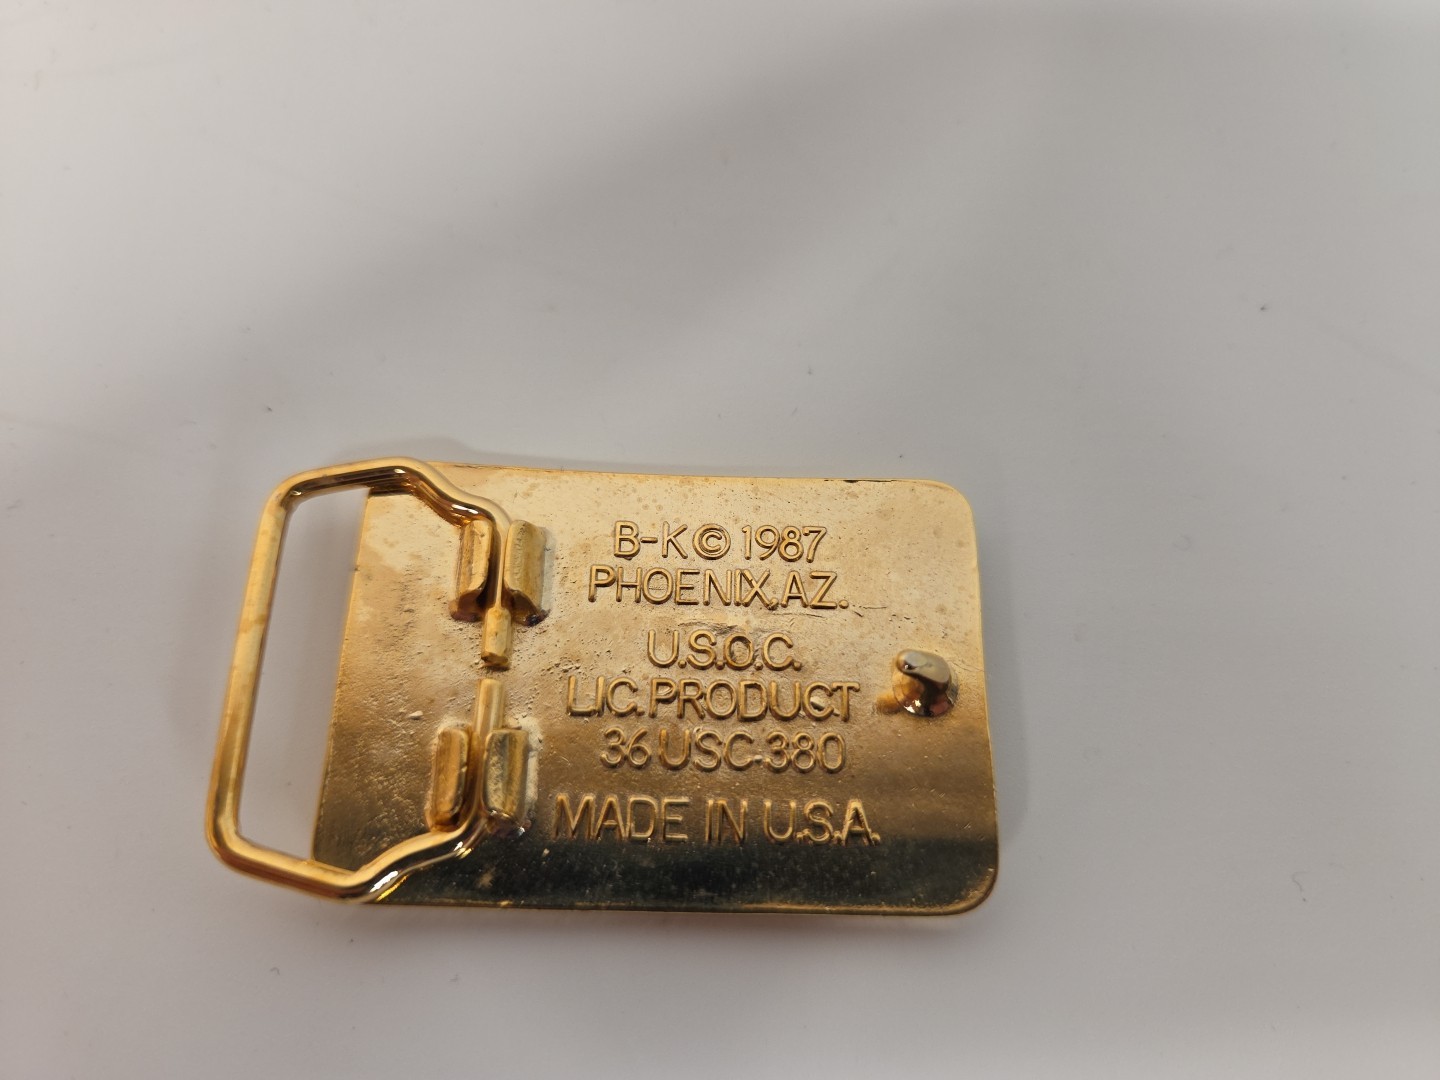 B-K © 1987
PHOENIX, AZ.
U.S.O.C.
LIC. PRODUCT
36 USC 380
MADE IN U.S.A.